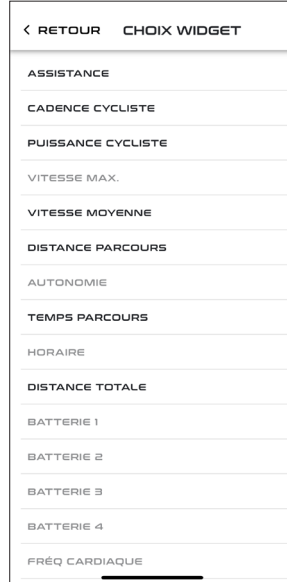 < RETOUR CHOIX WIDGET
ASSISTANCE
CADENCE CYCLISTE
PUISSANCE CYCLISTE
VITESSE MAX.
VITESSE MOYENNE
DISTANCE PARCOURS
AUTONOMIE
TEMPS PARCOURS
HORAIRE
DISTANCE TOTALE
BATTERIE 1
BATTERIE 2
BATTERIE 3
BATTERIE 4
FRÉQ CARDIAQUE